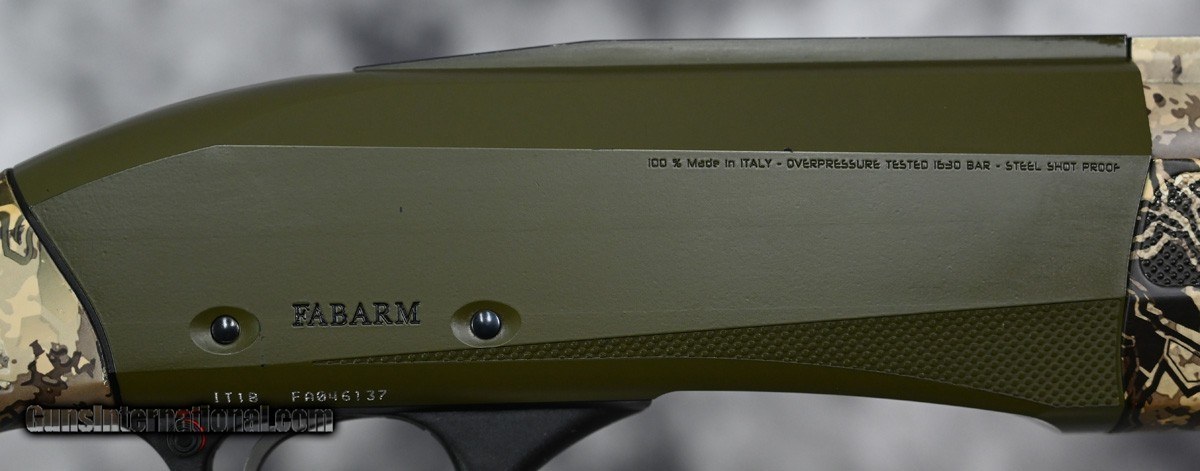 100 % Made in ITALY - OVERPRESSURE TESTED 1630 BAR - STEEL SHOT PROOF
FABARM
IT18 FA046137
GunsInternational.com